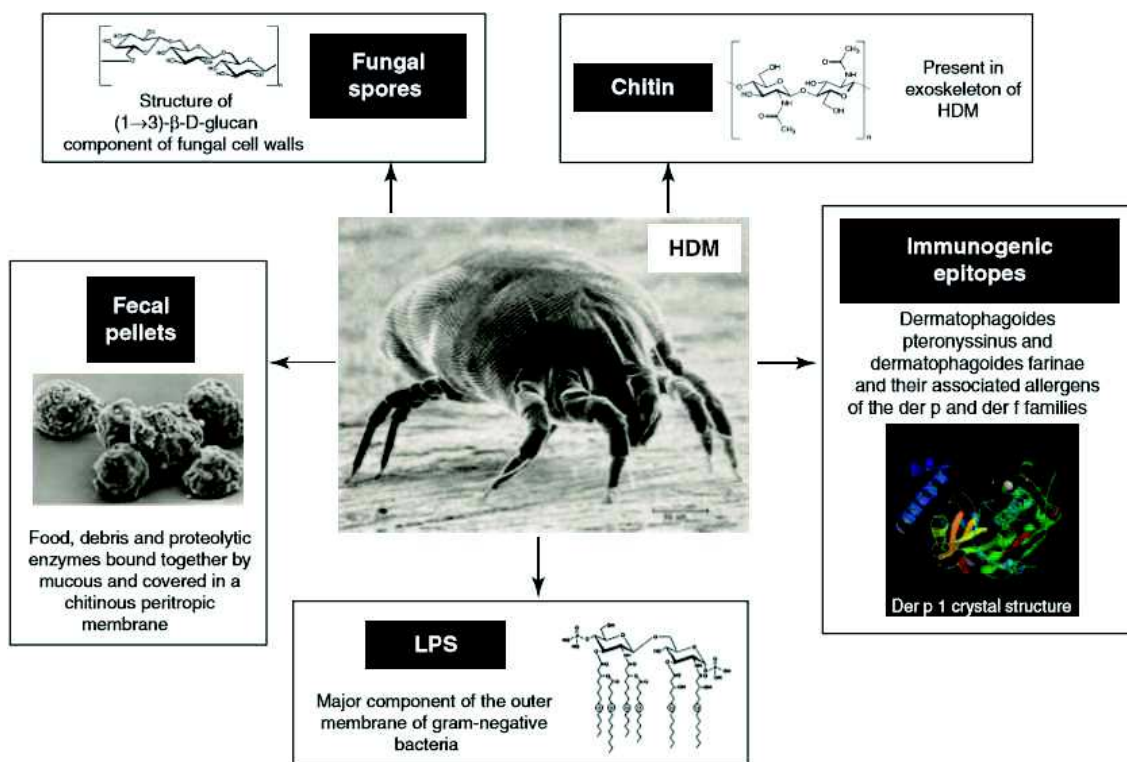 Fungal
spores
Structure of
(1→3)-β-D-glucan
component of fungal cell walls
Chitin
Present in
exoskeleton of
HDM
HDM
Fecal
pellets
Food, debris and proteolytic
enzymes bound together by
mucous and covered in a
chitinous peritropic
membrane
Immunogenic
epitopes
Dermatophagoides
pteronyssinus and
dermatophagoides farinae
and their associated allergens
of the der p and der f families
Der p 1 crystal structure
LPS
Major component of the outer
membrane of gram-negative
bacteria